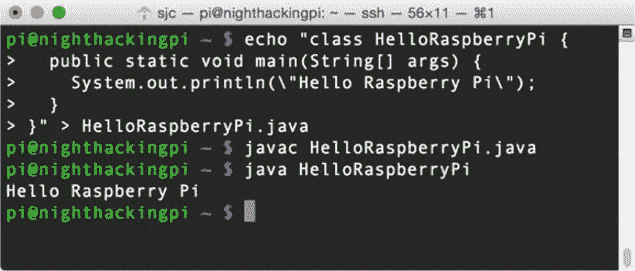 sjc — pi@nighthackingpi: ~ — ssh — 56×11 — ⌘1
pi@nighthackingpi ~ $ echo "class HelloRaspberryPi {
>   public static void main(String[] args) {
>     System.out.println(\"Hello Raspberry Pi\");
>   }
> }" > HelloRaspberryPi.java
pi@nighthackingpi ~ $ javac HelloRaspberryPi.java
pi@nighthackingpi ~ $ java HelloRaspberryPi
Hello Raspberry Pi
pi@nighthackingpi ~ $